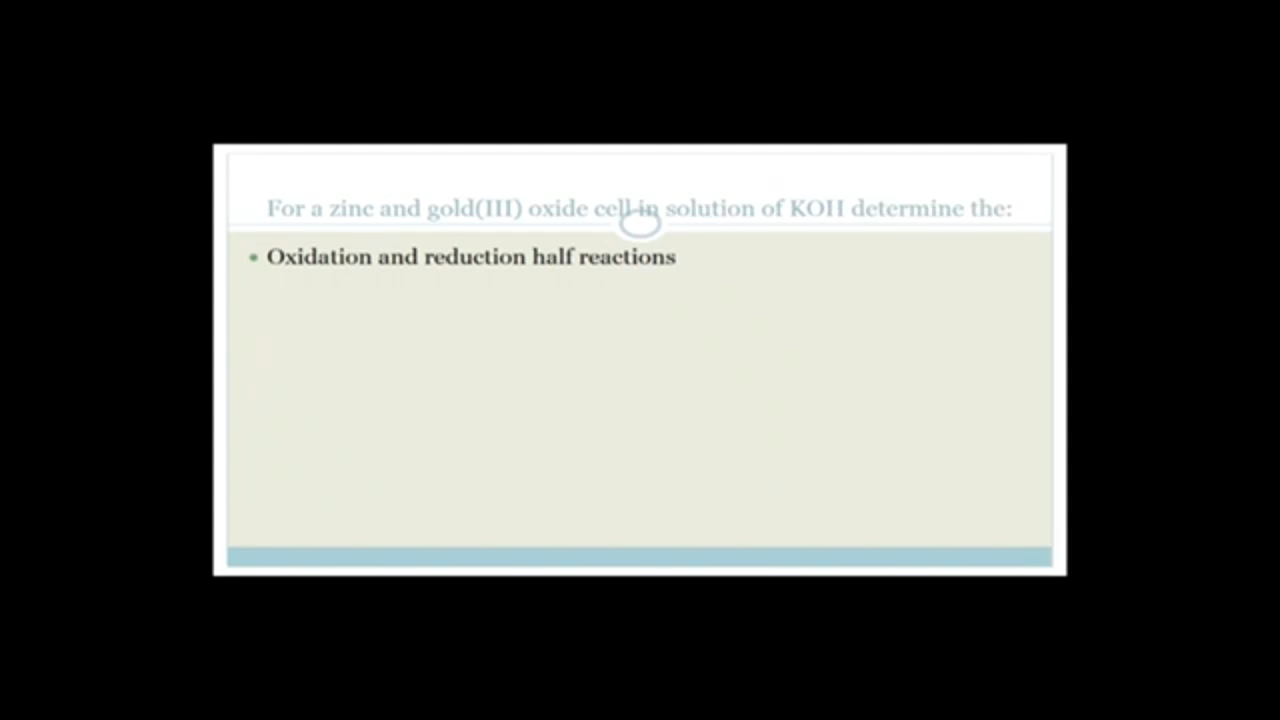 For a zinc and gold(III) oxide cell in solution of KOH determine the:
• Oxidation and reduction half reactions